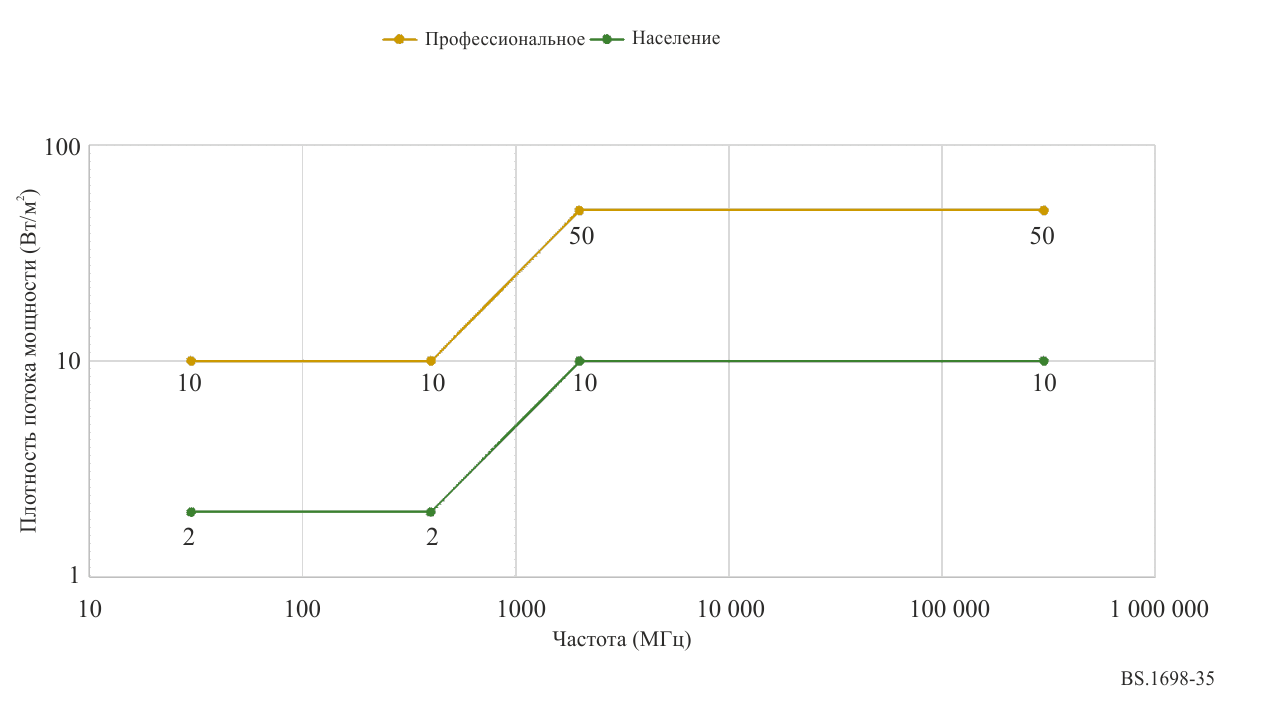 Профессиональное Население
Плотность потока мощности (Вт/м²)
100
10
1
50 50
10 10 10 10
2 2
10 100 1000 10 000 100 000 1 000 000
Частота (МГц)
BS.1698-35